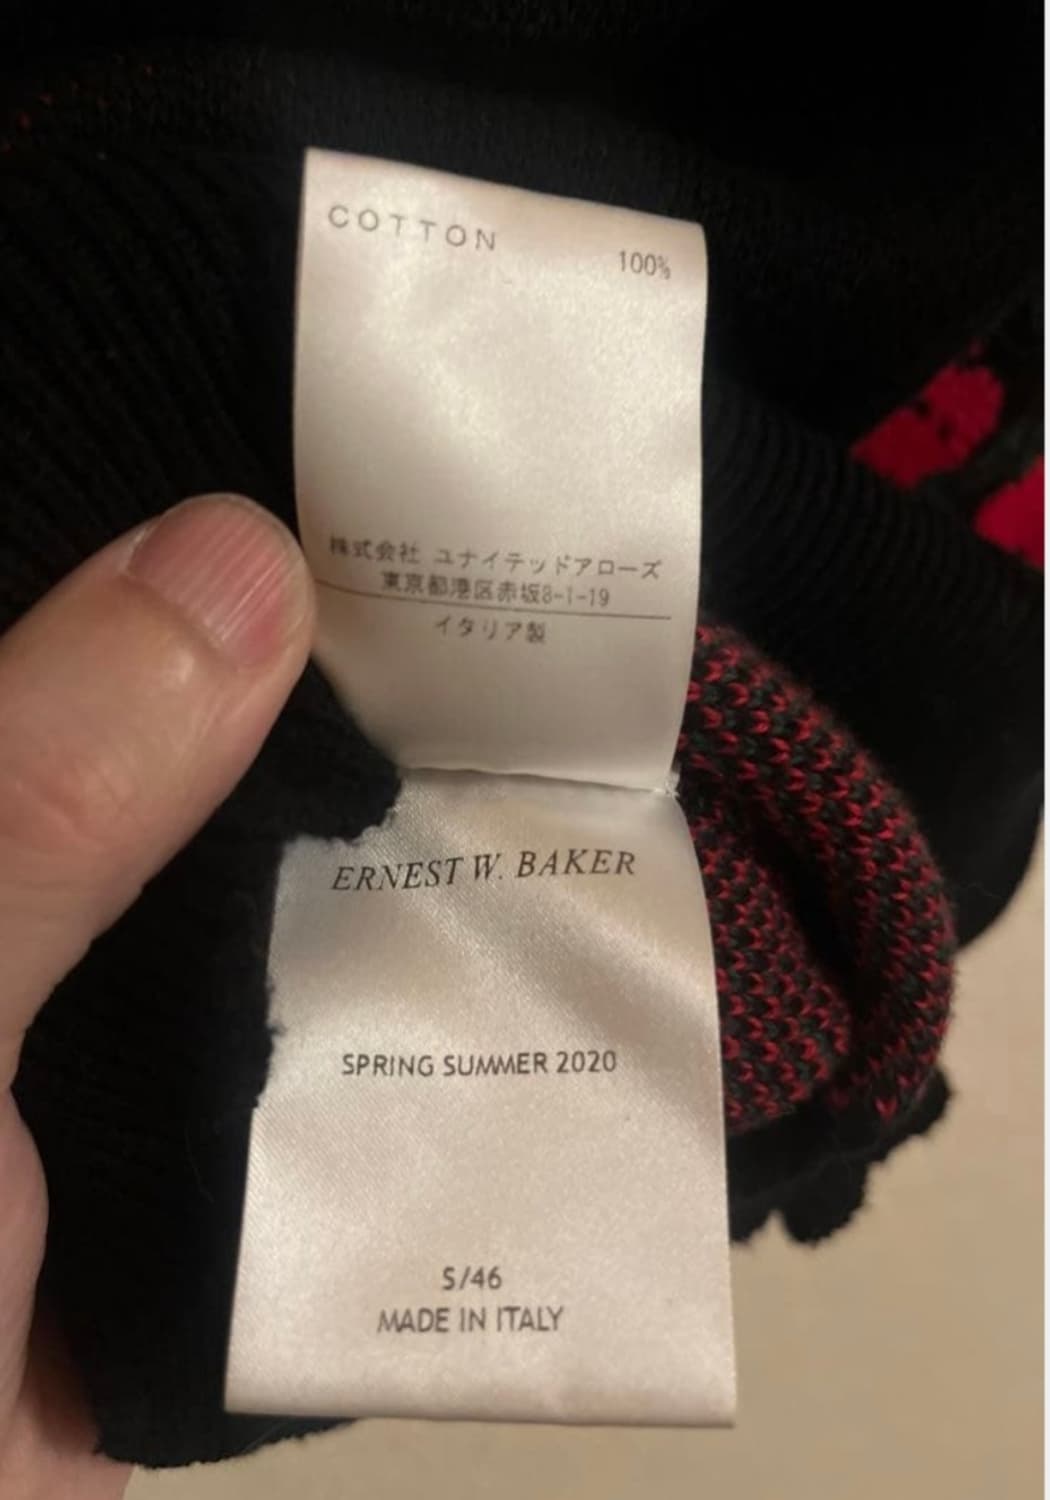 COTTON 100%
株式会社 ユナイテッドアローズ
東京都港区赤坂8-1-19
イタリア製
ERNEST W. BAKER
SPRING SUMMER 2020
S/46
MADE IN ITALY